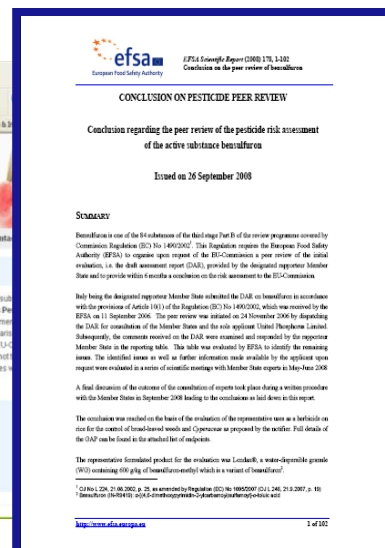 efsa
European Food Safety Authority
EFSA Scientific Report (2008) 178, 1-102
Conclusion on the peer review of bensulfuron
CONCLUSION ON PESTICIDE PEER REVIEW
Conclusion regarding the peer review of the pesticide risk assessment
of the active substance bensulfuron
Issued on 26 September 2008
SUMMARY
Bensulfuron is one of the 84 substances of the third stage Part B of the review programme covered by
Commission Regulation (EC) No 1490/2002¹. This Regulation requires the European Food Safety
Authority (EFSA) to organise upon request of the EU-Commission a peer review of the initial
evaluation, i.e. the draft assessment report (DAR), provided by the designated rapporteur Member
State and to provide within 6 months a conclusion on the risk assessment to the EU-Commission.
Italy being the designated rapporteur Member State submitted the DAR on bensulfuron in accordance
with the provisions of Article 10(1) of the Regulation (EC) No 1490/2002, which was received by the
EFSA on 11 September 2006. The peer review was initiated on 24 November 2006 by dispatching
the DAR for consultation of the Member States and the sole applicant United Phosphorus Limited.
Subsequently, the comments received on the DAR were examined and responded by the rapporteur
Member State in the reporting table. This table was evaluated by EFSA to identify the remaining
issues. The identified issues as well as further information made available by the applicant upon
request were evaluated in a series of scientific meetings with Member State experts in May-June 2008
A final discussion of the outcome of the consultation of experts took place during a written procedure
with the Member States in September 2008 leading to the conclusions as laid down in this report.
The conclusion was reached on the basis of the evaluation of the representative uses as a herbicide on
rice for the control of broad-leaved weeds and Cyperaceae as proposed by the notifier. Full details of
the GAP can be found in the attached list of endpoints.
The representative formulated product for the evaluation was Londax®, a water-dispersible granule
(WG) containing 600 g/kg of bensulfuron-methyl which is a variant of bensulfuron².
¹ OJ No L 224, 21.08.2002, p. 25, as amended by Regulation (EC) No 1095/2007 (OJ L 246, 21.9.2007, p. 19)
² Bensulfuron
http://www.efsa.europa.eu
1 of 102